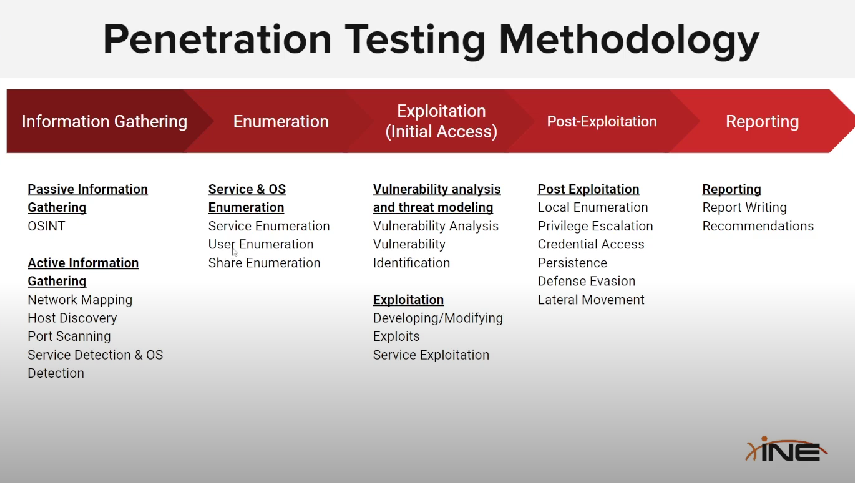 Penetration Testing Methodology
Information Gathering
Enumeration
Exploitation
(Initial Access)
Post-Exploitation
Reporting
Passive Information
Gathering
OSINT
Active Information
Gathering
Network Mapping
Host Discovery
Port Scanning
Service Detection & OS
Detection
Service & OS
Enumeration
Service Enumeration
User Enumeration
Share Enumeration
Vulnerability analysis
and threat modeling
Vulnerability Analysis
Vulnerability
Identification
Exploitation
Developing/Modifying
Exploits
Service Exploitation
Post Exploitation
Local Enumeration
Privilege Escalation
Credential Access
Persistence
Defense Evasion
Lateral Movement
Reporting
Report Writing
Recommendations
INE